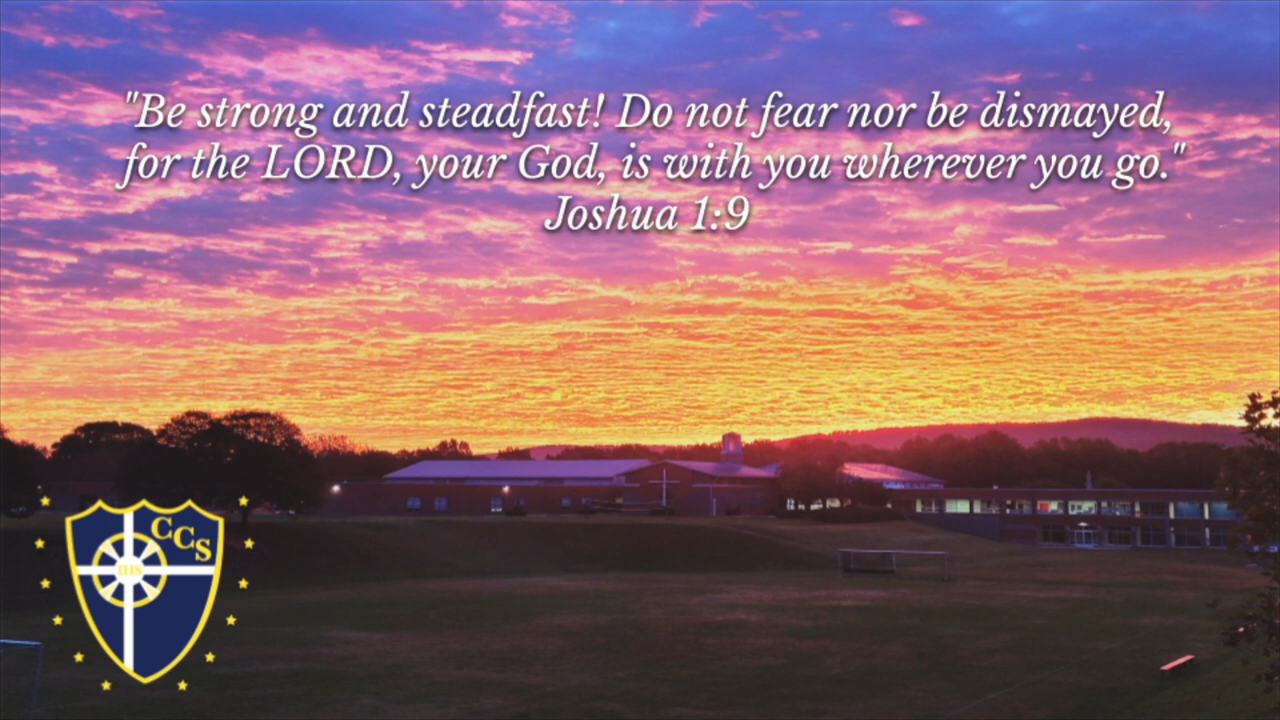 "Be strong and steadfast! Do not fear nor be dismayed,
for the LORD, your God, is with you wherever you go."
Joshua 1:9
CCS
IHS